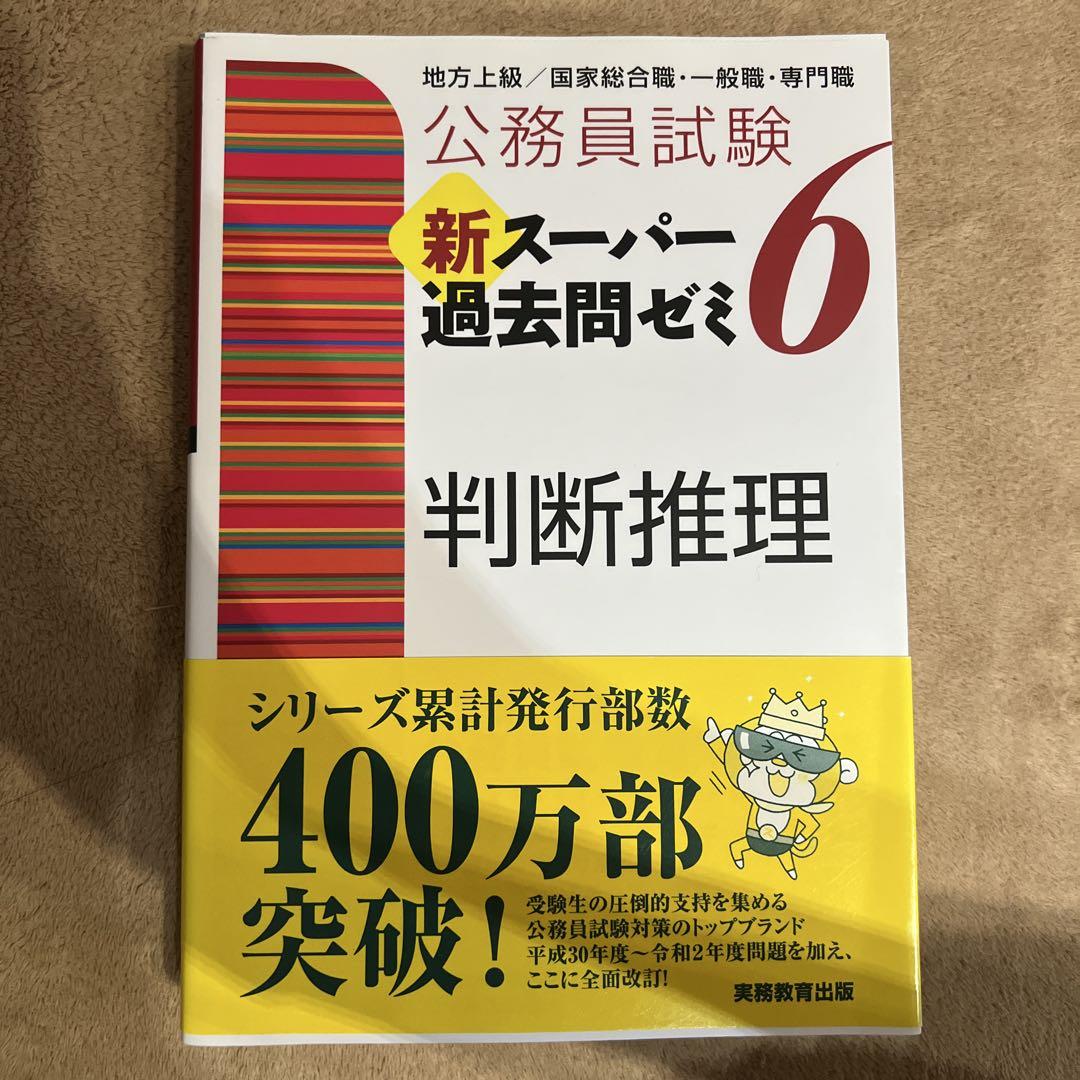 地方上級／国家総合職・一般職・専門職
公務員試験
新スーパー
過去問ゼミ6
判断推理
シリーズ累計発行部数
400万部
突破!
受験生の圧倒的支持を集める
公務員試験対策のトップブランド
平成30年度〜令和2年度問題を加え、
ここに全面改訂!
実務教育出版